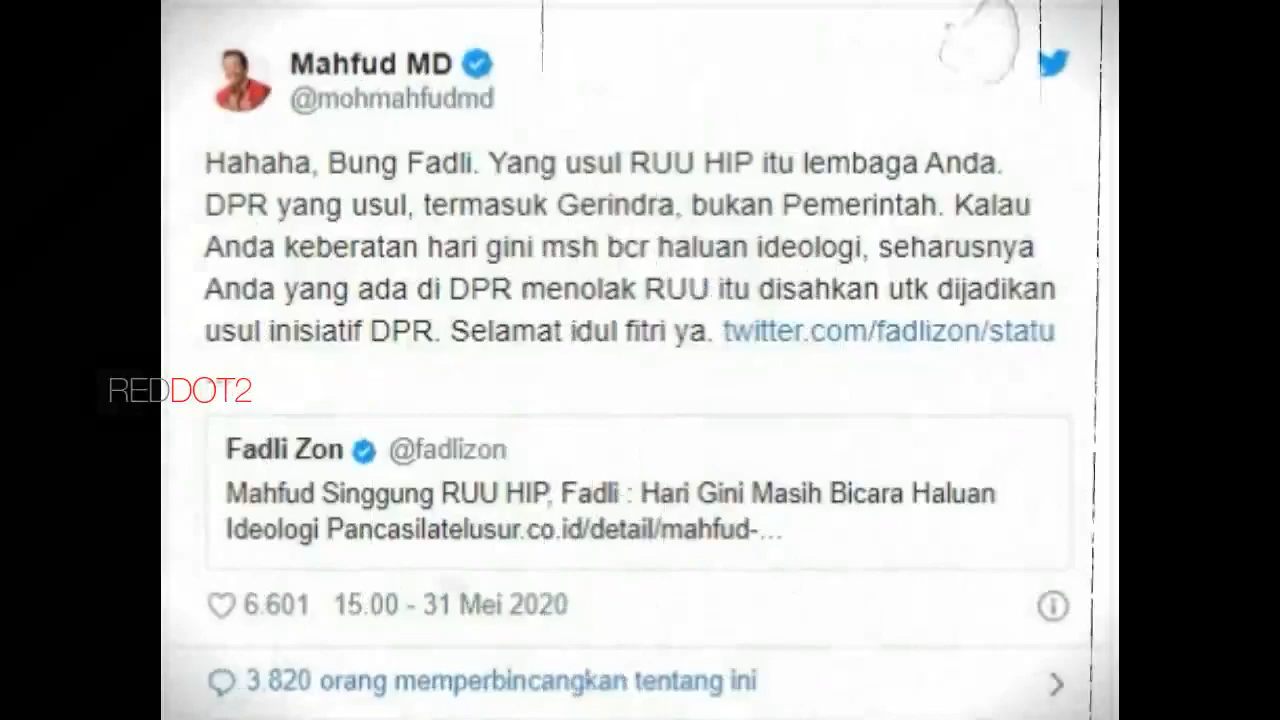 Mahfud MD
@mohmahfudmd
Hahaha, Bung Fadli. Yang usul RUU HIP itu lembaga Anda.
DPR yang usul, termasuk Gerindra, bukan Pemerintah. Kalau
Anda keberatan hari gini msh bcr haluan ideologi, seharusnya
Anda yang ada di DPR menolak RUU itu disahkan utk dijadikan
usul inisiatif DPR. Selamat idul fitri ya. twitter.com/fadlizon/statu
REDDOT2
Fadli Zon @fadlizon
Mahfud Singgung RUU HIP, Fadli : Hari Gini Masih Bicara Haluan
Ideologi Pancasilatelusur.co.id/detail/mahfud-...
6.601 15.00 - 31 Mei 2020
3.820 orang memperbincangkan tentang ini